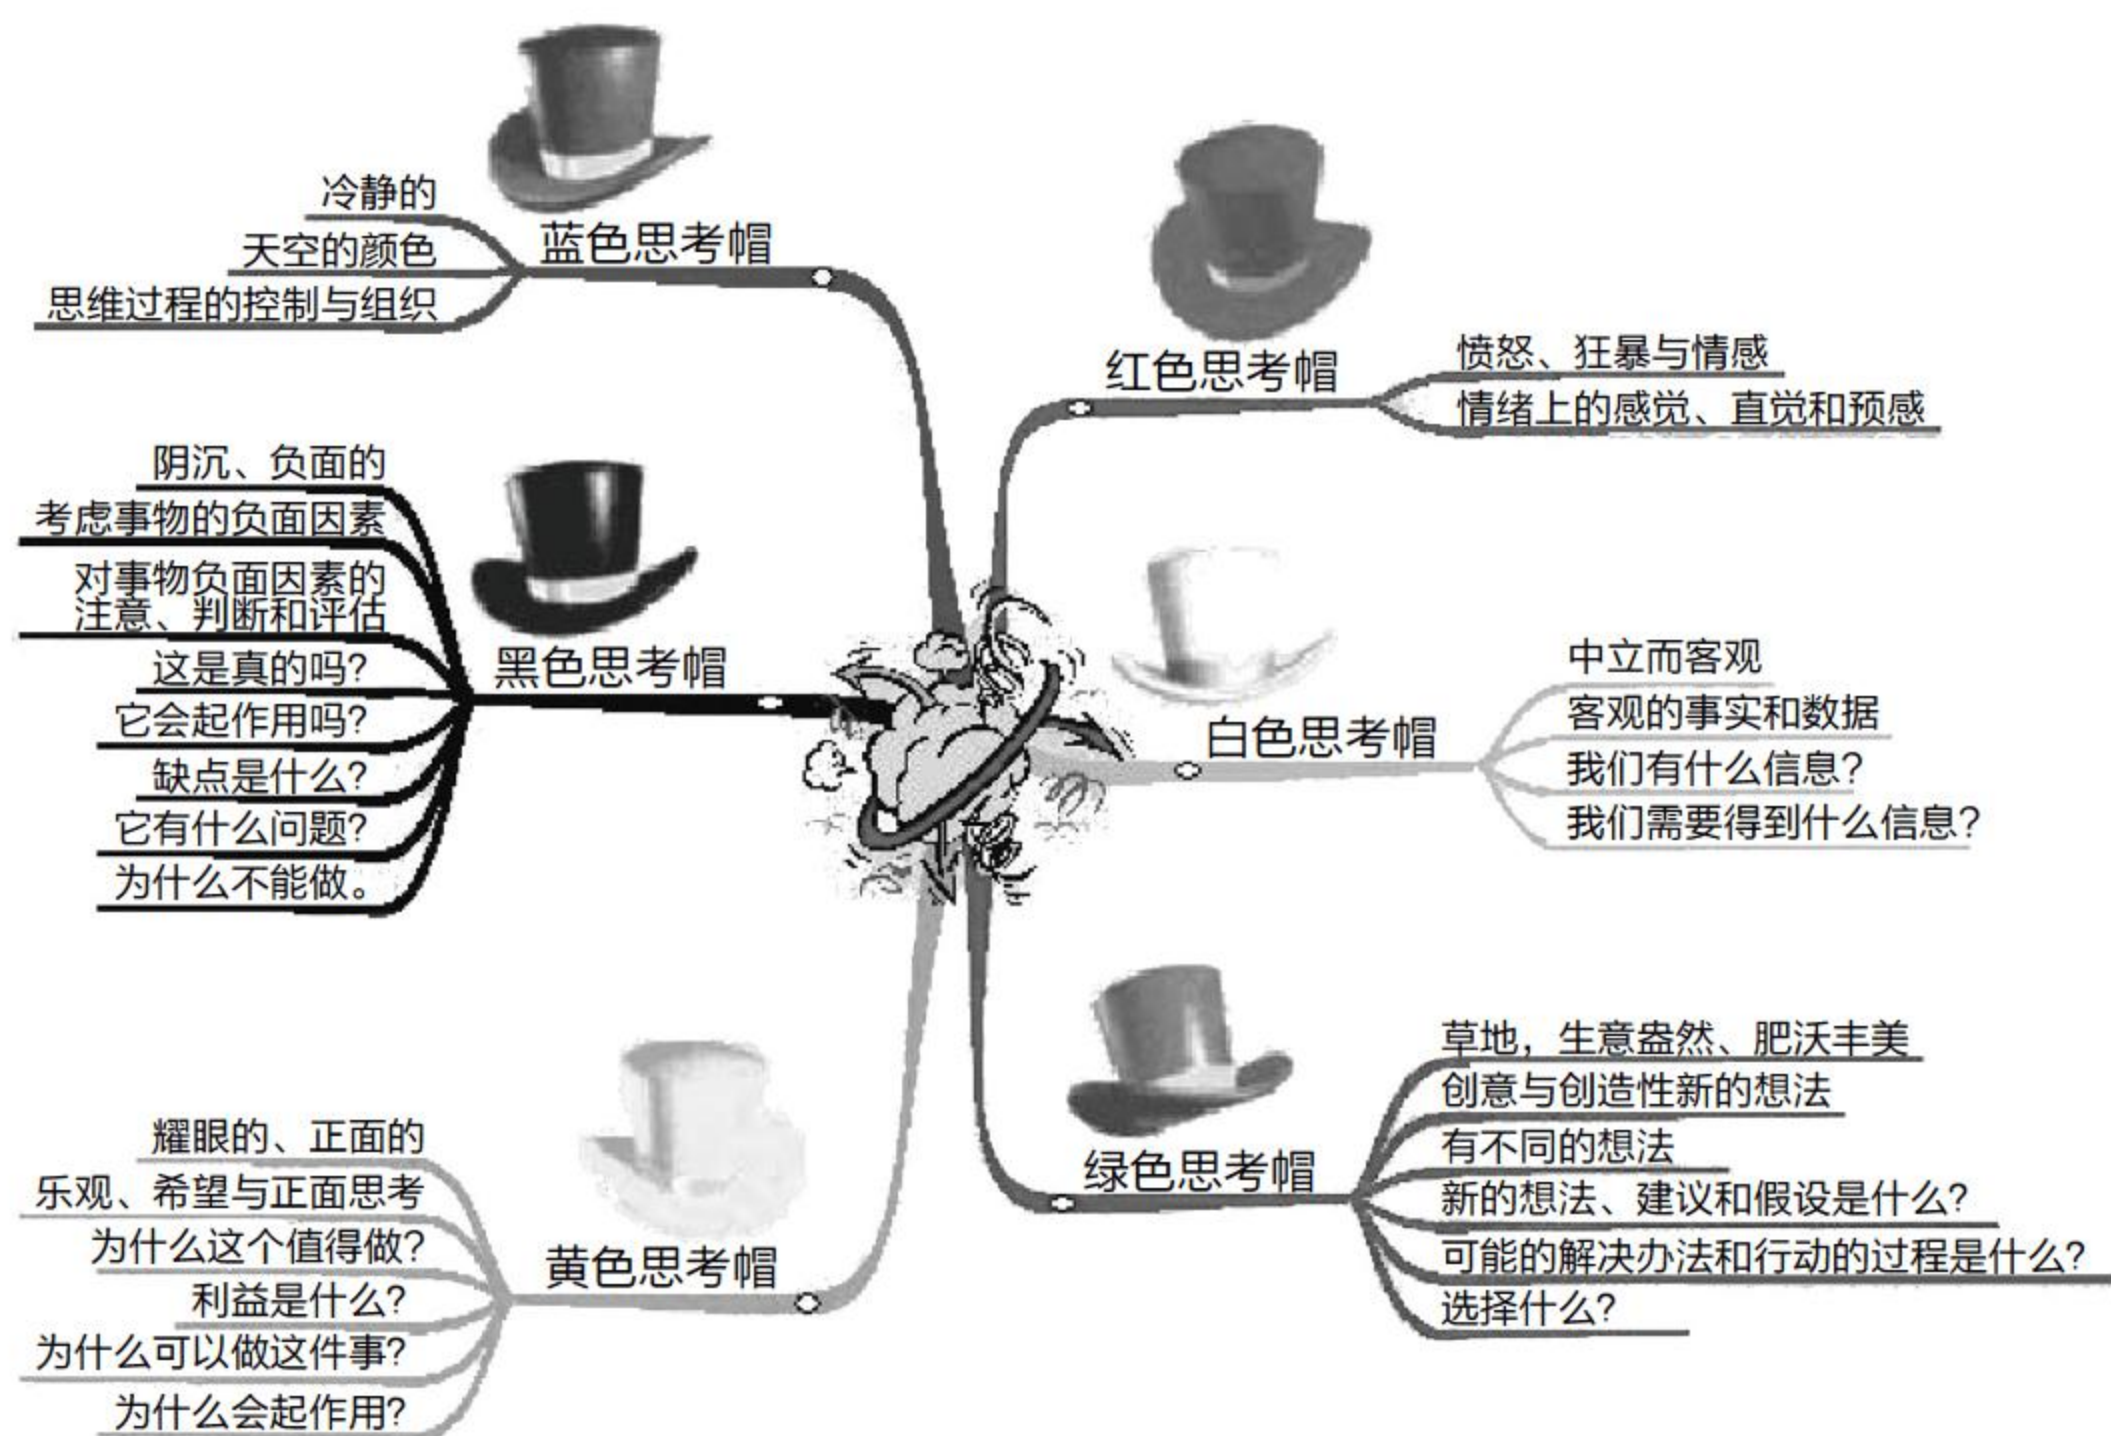 冷静的
天空的颜色
思维过程的控制与组织
蓝色思考帽
红色思考帽
愤怒、狂暴与情感
情绪上的感觉、直觉和预感
阴沉、负面的
考虑事物的负面因素
对事物负面因素的
注意、判断和评估
这是真的吗?
它会起作用吗?
缺点是什么?
它有什么问题?
为什么不能做。
黑色思考帽
白色思考帽
中立而客观
客观的事实和数据
我们有什么信息?
我们需要得到什么信息?
耀眼的、正面的
乐观、希望与正面思考
为什么这个值得做?
利益是什么?
为什么可以做这件事?
为什么会起作用?
黄色思考帽
绿色思考帽
草地，生意盎然、肥沃丰美
创意与创造性新的想法
有不同的想法
新的想法、建议和假设是什么?
可能的解决办法和行动的过程是什么?
选择什么?